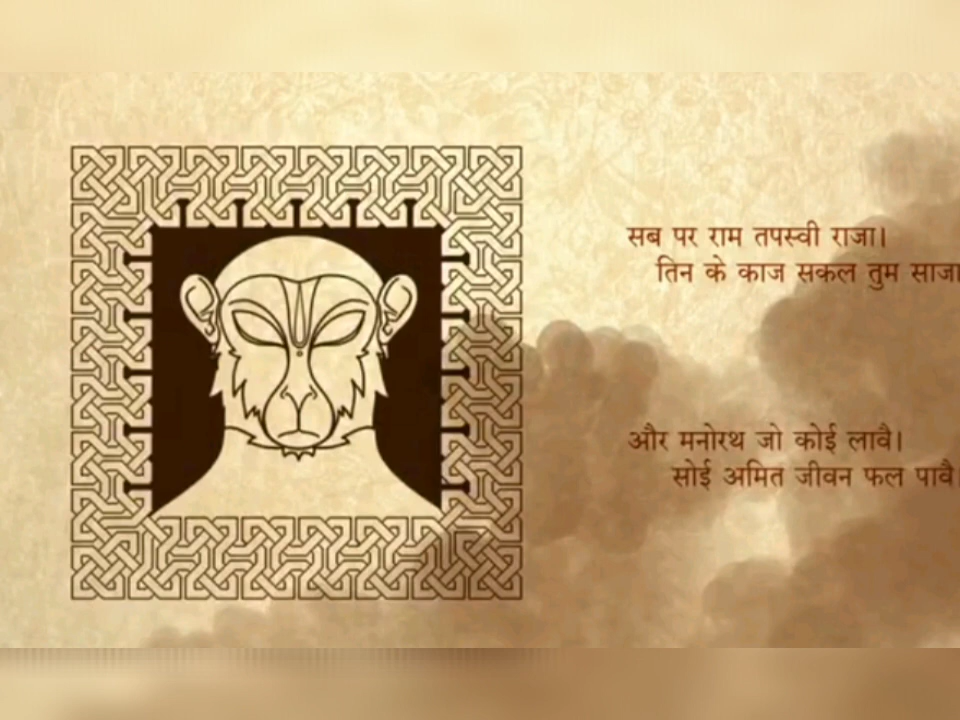 सब पर राम तपस्वी राजा।
तिन के काज सकल तुम साजा
और मनोरथ जो कोई लावै।
सोई अमित जीवन फल पावै।